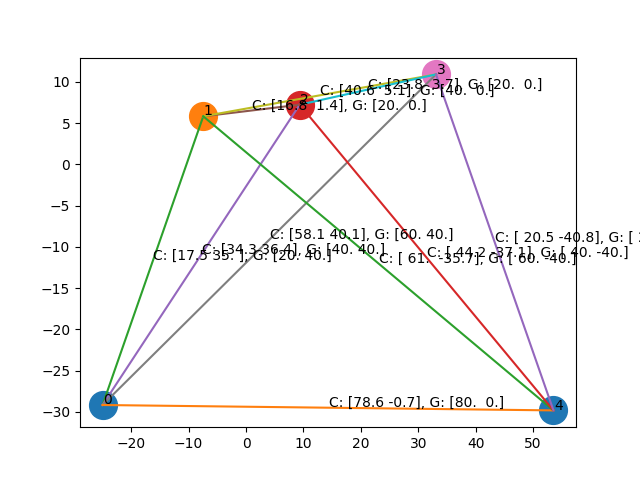 3
C: [23.8 3.7], G: [20. 0.]
C: [40.6 5.1], G: [40. 0.]
2
C: [16.8 1.4], G: [20. 0.]
1
C: [58.1 40.1], G: [60. 40.]
C: [ 20.5 -40.8], G: [
C: [34.3 36.4], G: [40. 40.]
C: [ 44.2 -37.1], G: [ 40. -40.]
C: [17.5 35. ], G: [20. 40.]
C: [ 61. -35.7], G: [ 60. -40.]
0
C: [78.6 -0.7], G: [80. 0.]
4
10
5
0
−5
−10
−15
−20
−25
−30
−20 −10 0 10 20 30 40 50